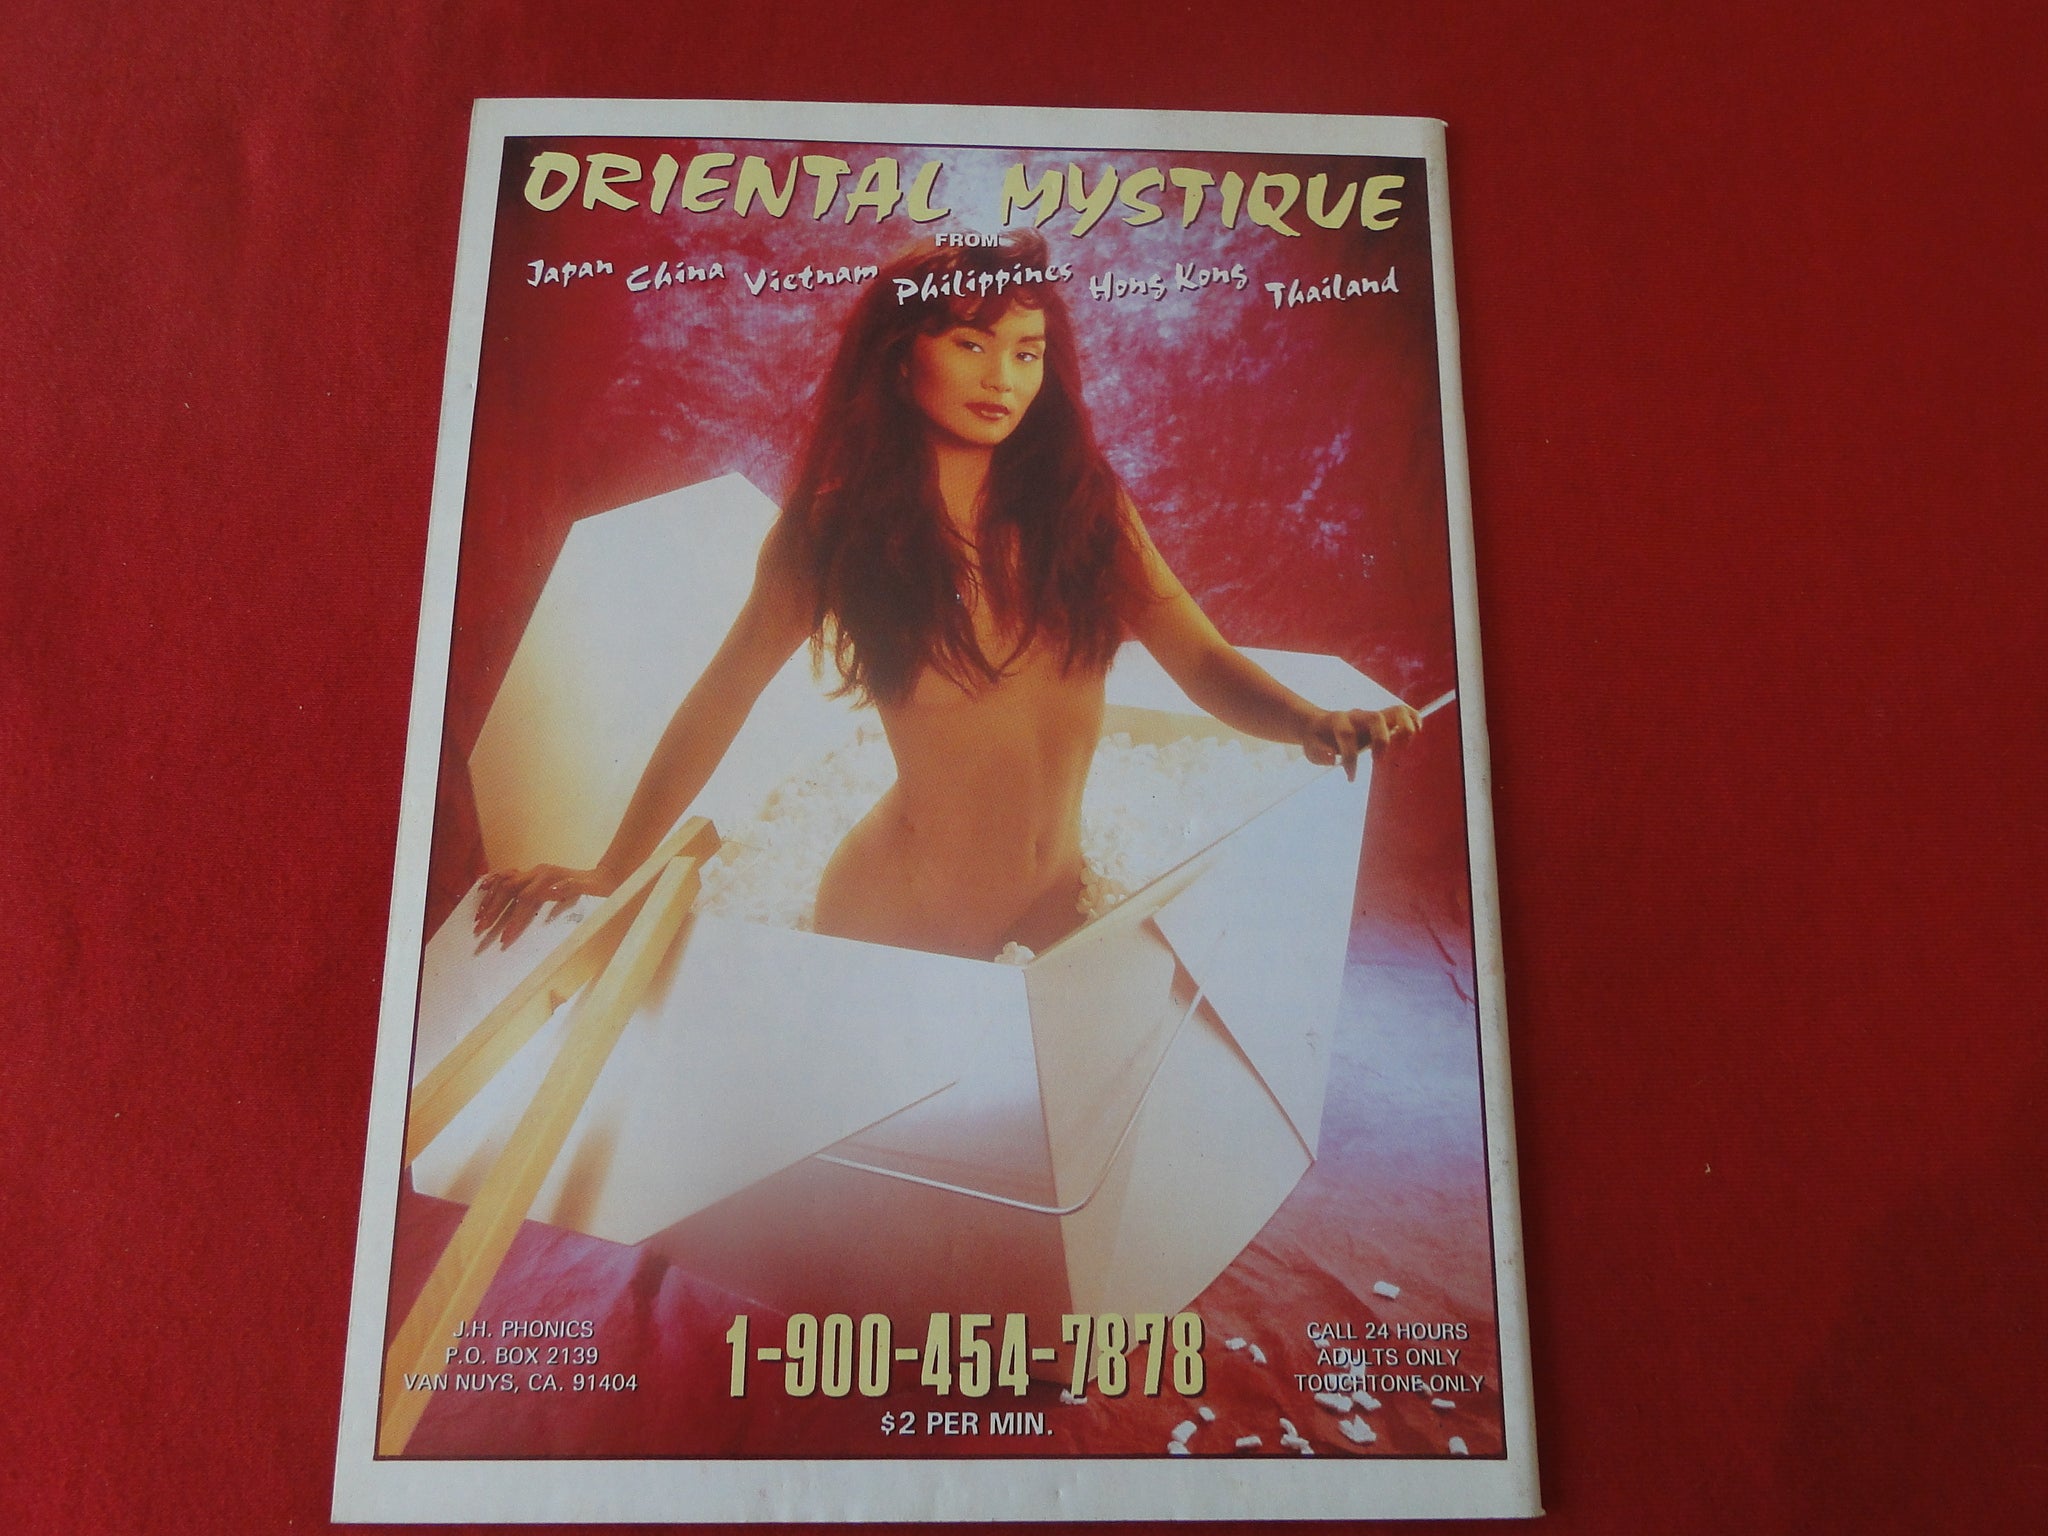 ORIENTAL MYSTIQUE
FROM
Japan China Vietnam Philippines Hong Kong Thailand
J.H. PHONICS
P.O. BOX 2139
VAN NUYS, CA. 91404
1-900-454-7878
$2 PER MIN.
CALL 24 HOURS
ADULTS ONLY
TOUCHTONE ONLY